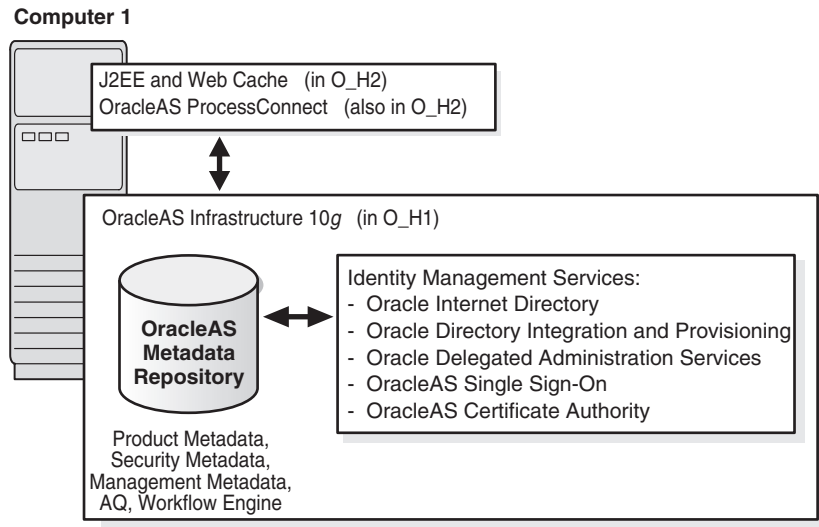 Computer 1
J2EE and Web Cache (in O_H2)
OracleAS ProcessConnect (also in O_H2)
OracleAS Infrastructure 10g (in O_H1)
OracleAS
Metadata
Repository
Product Metadata,
Security Metadata,
Management Metadata,
AQ, Workflow Engine
Identity Management Services:
- Oracle Internet Directory
- Oracle Directory Integration and Provisioning
- Oracle Delegated Administration Services
- OracleAS Single Sign-On
- OracleAS Certificate Authority